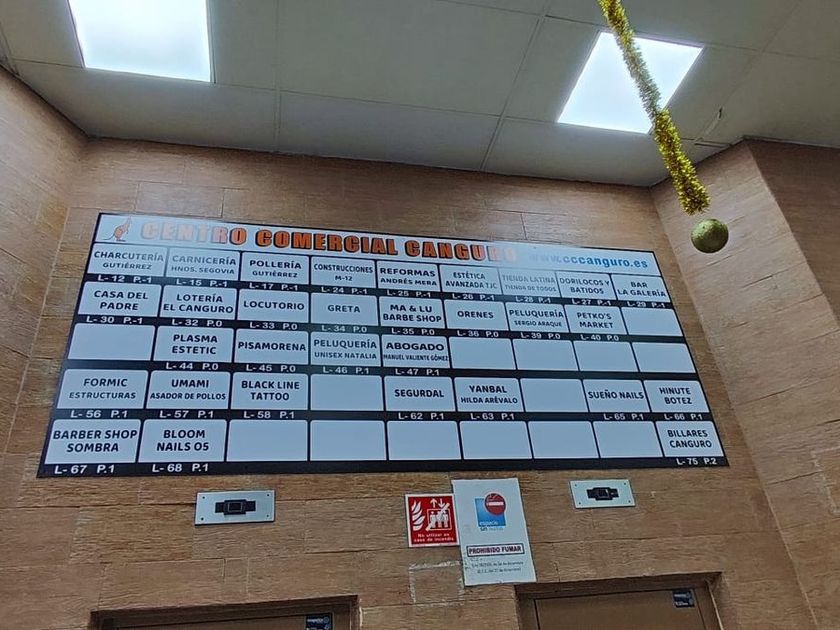 CENTRO COMERCIAL CANGURO www.cccanguro.es
CHARCUTERÍA
GUTIÉRREZ
L- 12 P.-1
CARNICERÍA
HNOS. SEGOVIA
L- 15 P.-1
POLLERÍA
GUTIÉRREZ
L- 17 P.-1
CONSTRUCCIONES
M-12
L- 24 P.-1
REFORMAS
ANDRÉS MERA
L- 25 P.-1
ESTÉTICA
AVANZADA TJC
L- 26 P.-1
TIENDA LATINA
TIENDA DE TODOS
L- 28 P.-1
DORILOCOS Y
BATIDOS
L- 27 P.-1
BAR
LA GALERÍA
L- 29 P.-1
CASA DEL
PADRE
L- 30 P.-1
LOTERÍA
EL CANGURO
L- 32 P.0
LOCUTORIO
L- 33 P.0
GRETA
L- 34 P.0
MA & LU
BARBE SHOP
L- 35 P.0
ORENES
L- 36 P.0
PELUQUERÍA
SERGIO ARAQUE
L- 39 P.0
PETKO'S
MARKET
L- 40 P.0
PLASMA
ESTETIC
L- 44 P.0
PISAMORENA
L- 45 P.0
PELUQUERÍA
UNISEX NATALIA
L- 46 P.1
ABOGADO
MANUEL VALIENTE GÓMEZ
L- 47 P.1
FORMIC
ESTRUCTURAS
L- 56 P.1
UMAMI
ASADOR DE POLLOS
L- 57 P.1
BLACK LINE
TATTOO
L- 58 P.1
SEGURDAL
L- 62 P.1
YANBAL
HILDA ARÉVALO
L- 63 P.1
SUEÑO NAILS
L- 65 P.1
HINUTE
BOTEZ
L- 66 P.1
BARBER SHOP
SOMBRA
L- 67 P.1
BLOOM
NAILS 05
L- 68 P.1
BILLARES
CANGURO
L- 75 P.2
No utilizar en
caso de incendio
espacio
sin
PROHIBIDO FUMAR